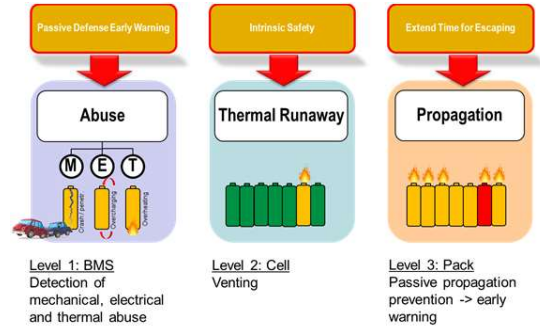 Passive Defense Early Warning
Intrinsic Safety
Extend Time for Escaping
Abuse
Thermal Runaway
Propagation
M E T
Crash / penetr.
Overcharging
Overheating
Level 1: BMS
Detection of
mechanical, electrical
and thermal abuse
Level 2: Cell
Venting
Level 3: Pack
Passive propagation
prevention -> early
warning